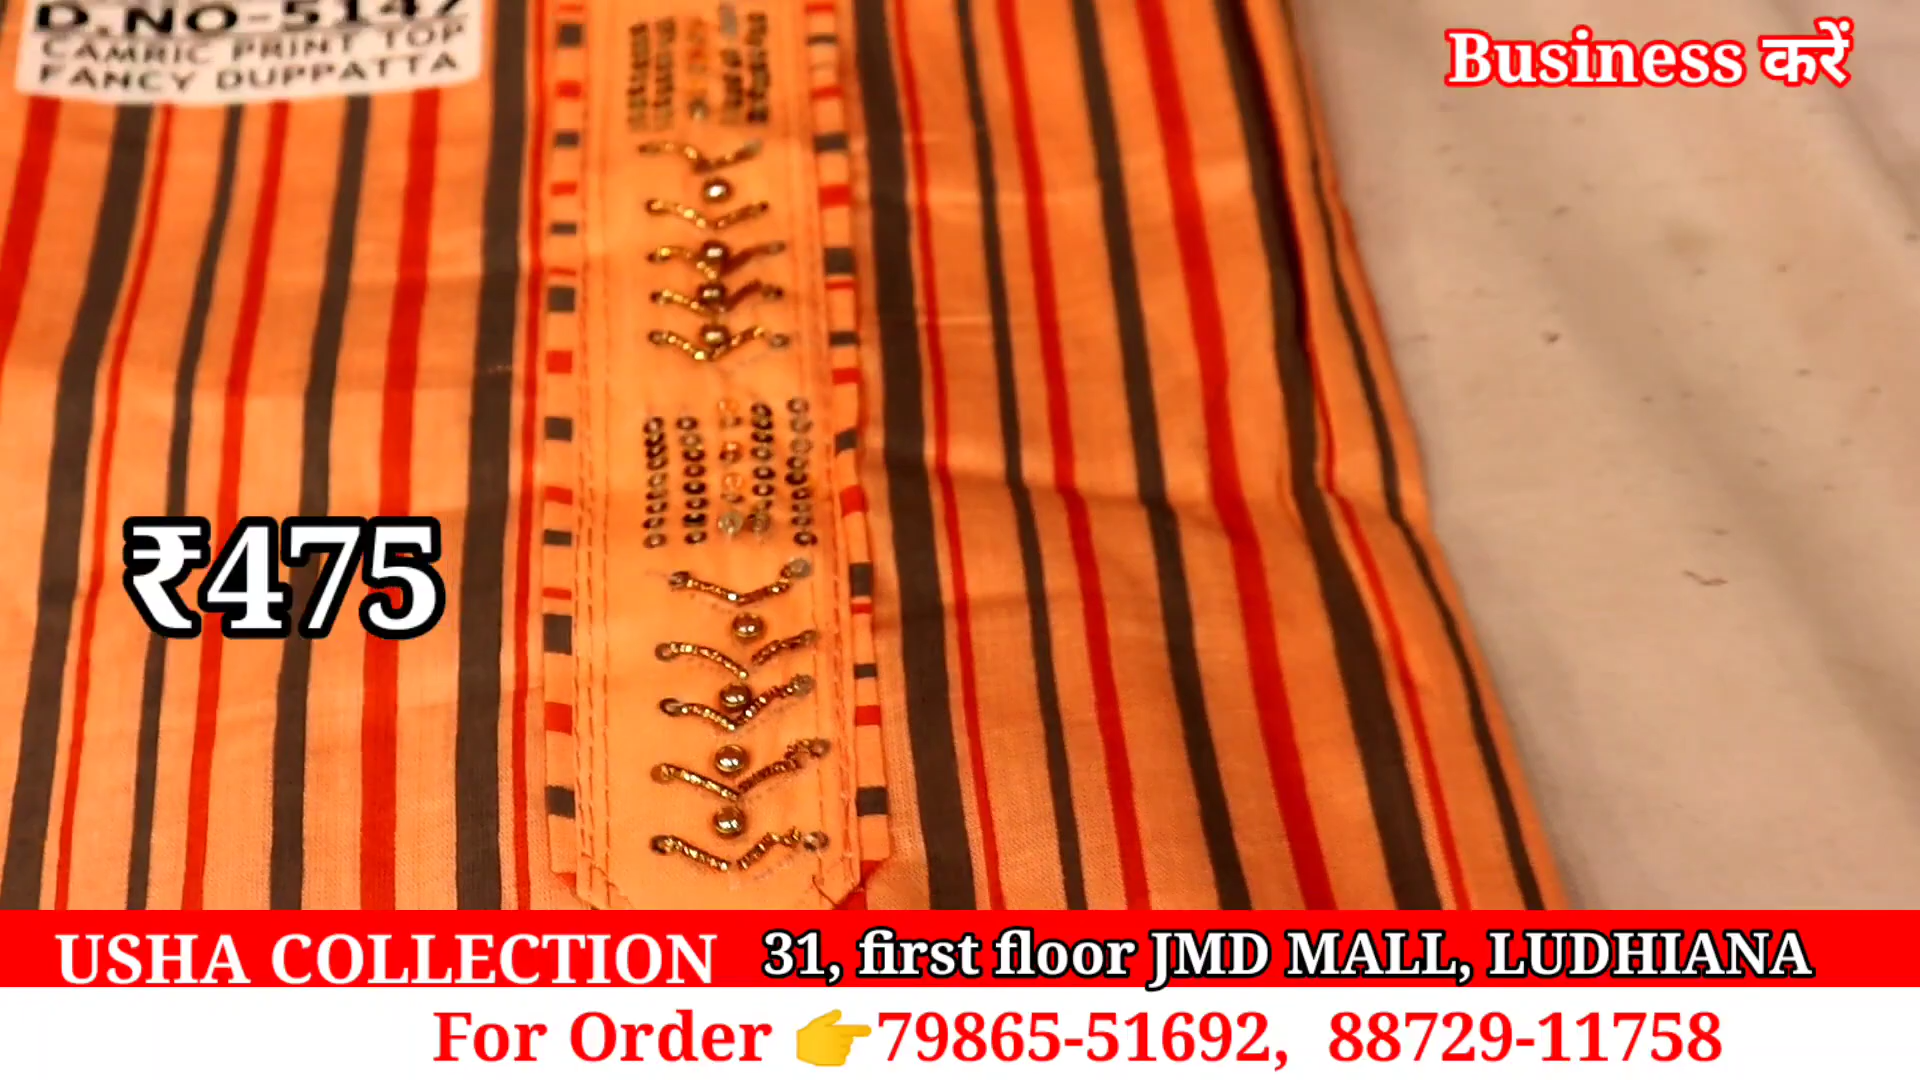 D.NO-5147
CAMRIC PRINT TOP
FANCY DUPPATTA
Business करें
₹475
USHA COLLECTION 31, first floor JMD MALL, LUDHIANA
For Order 👉79865-51692, 88729-11758